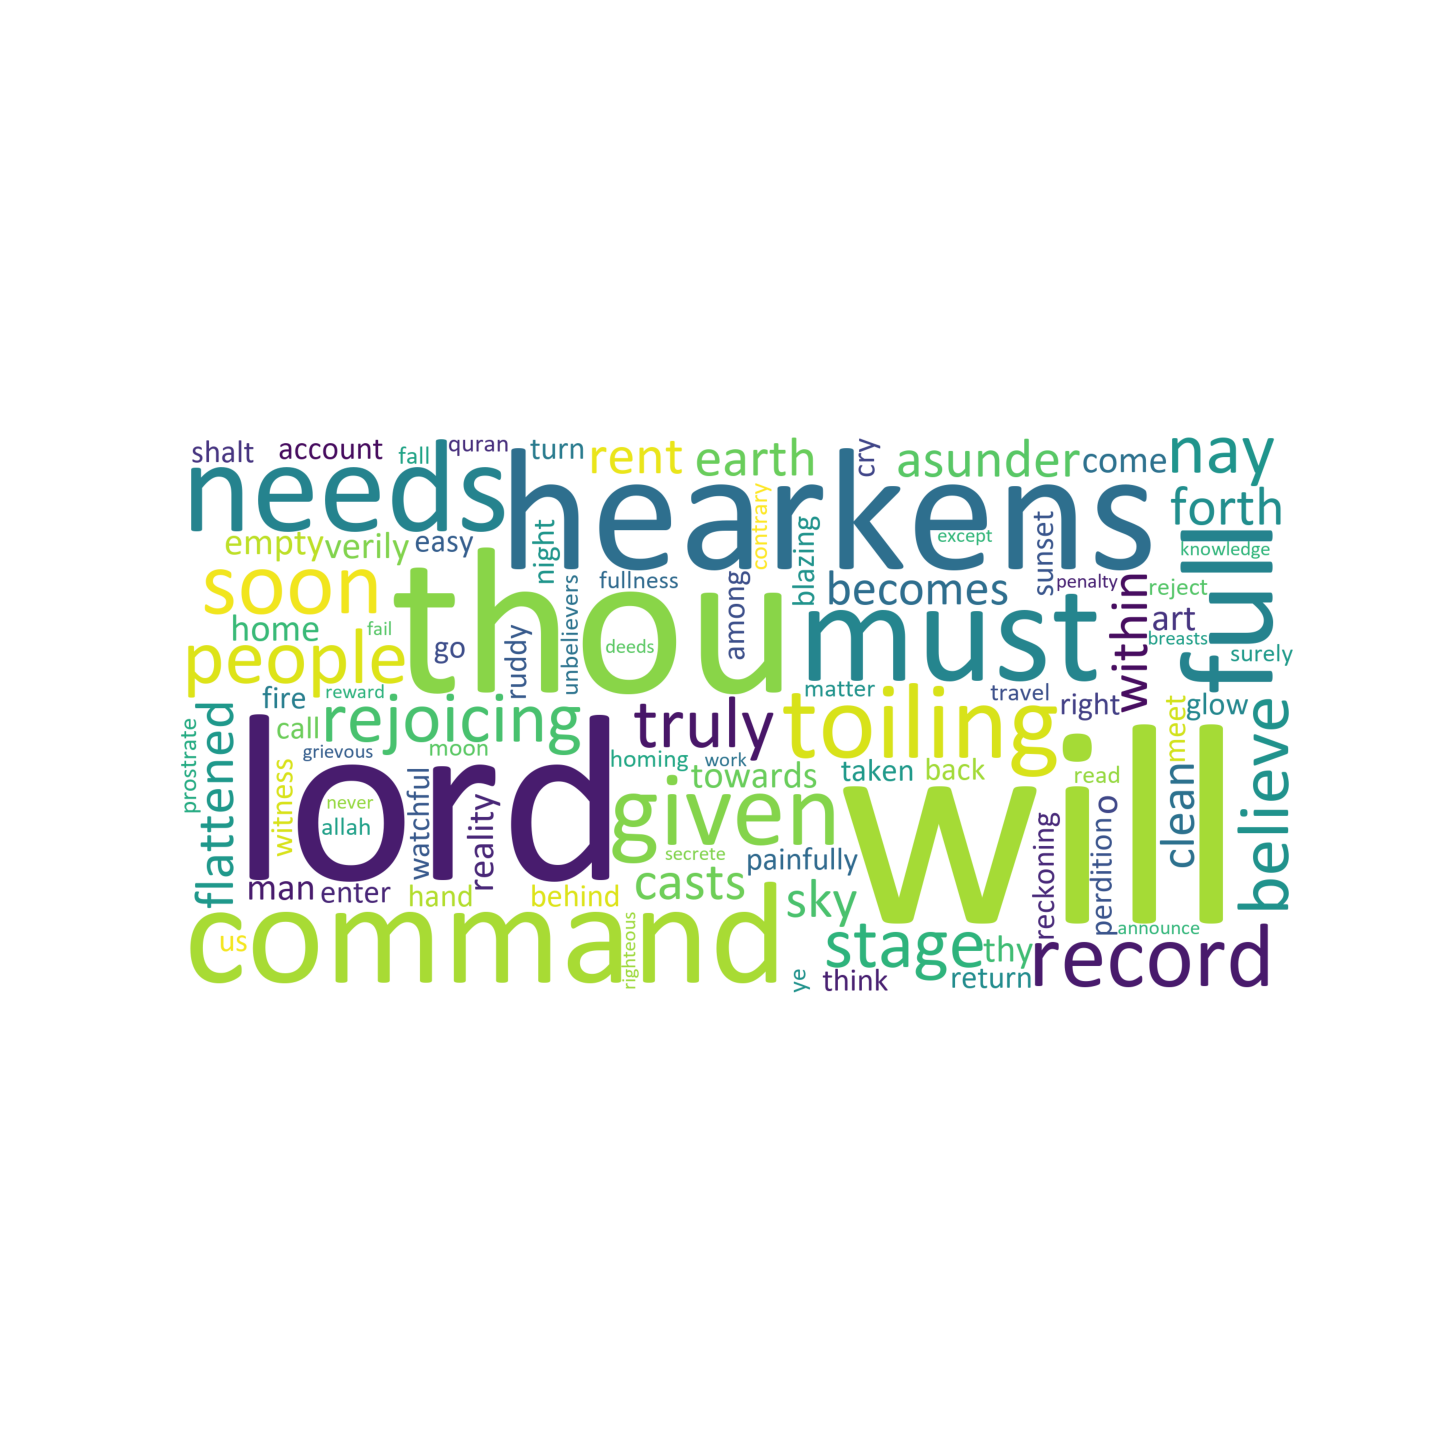 shalt account fall quran turn rent earth cry asunder come nay
needs hearkens forth
empty verily easy night contrary blazing except sunset knowledge
soon thou fullness unbelievers among becomes penalty within reject full
home fail go ruddy deeds must art breasts surely
people
fire reward matter travel right meet glow
prostrate flattened call rejoicing grievous moon truly toiling believe
homing work towards taken back read
witness lord never allah watchful reality given will reckoning perdition clean
secrete painfully
man enter hand behind casts sky
us command righteous stage thy announce record
ye think return